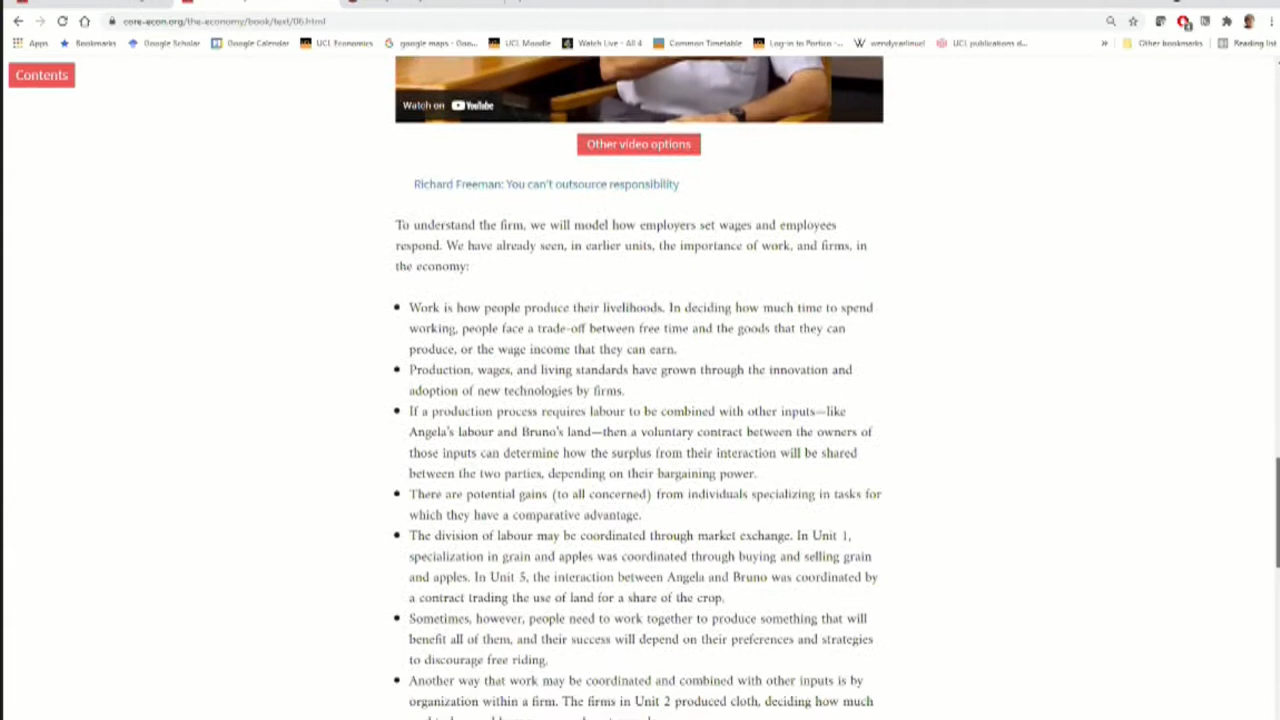 core-econ.org/the-economy/book/text/06.html
Apps Bookmarks Google Scholar Google Calendar UCL Economics google maps - Goo... UCL Moodle Watch Live - All 4 Common Timetable Log-in to Portico -... wendycarlinucl UCL publications d... » Other bookmarks Reading list
Contents
Watch on YouTube
Other video options
Richard Freeman: You can't outsource responsibility
To understand the firm, we will model how employers set wages and employees
respond. We have already seen, in earlier units, the importance of work, and firms, in
the economy:
• Work is how people produce their livelihoods. In deciding how much time to spend
working, people face a trade-off between free time and the goods that they can
produce, or the wage income that they can earn.
• Production, wages, and living standards have grown through the innovation and
adoption of new technologies by firms.
• If a production process requires labour to be combined with other inputs—like
Angela's labour and Bruno's land—then a voluntary contract between the owners of
those inputs can determine how the surplus from their interaction will be shared
between the two parties, depending on their bargaining power.
• There are potential gains (to all concerned) from individuals specializing in tasks for
which they have a comparative advantage.
• The division of labour may be coordinated through market exchange. In Unit 1,
specialization in grain and apples was coordinated through buying and selling grain
and apples. In Unit 5, the interaction between Angela and Bruno was coordinated by
a contract trading the use of land for a share of the crop.
• Sometimes, however, people need to work together to produce something that will
benefit all of them, and their success will depend on their preferences and strategies
to discourage free riding.
• Another way that work may be coordinated and combined with other inputs is by
organization within a firm. The firms in Unit 2 produced cloth, deciding how much